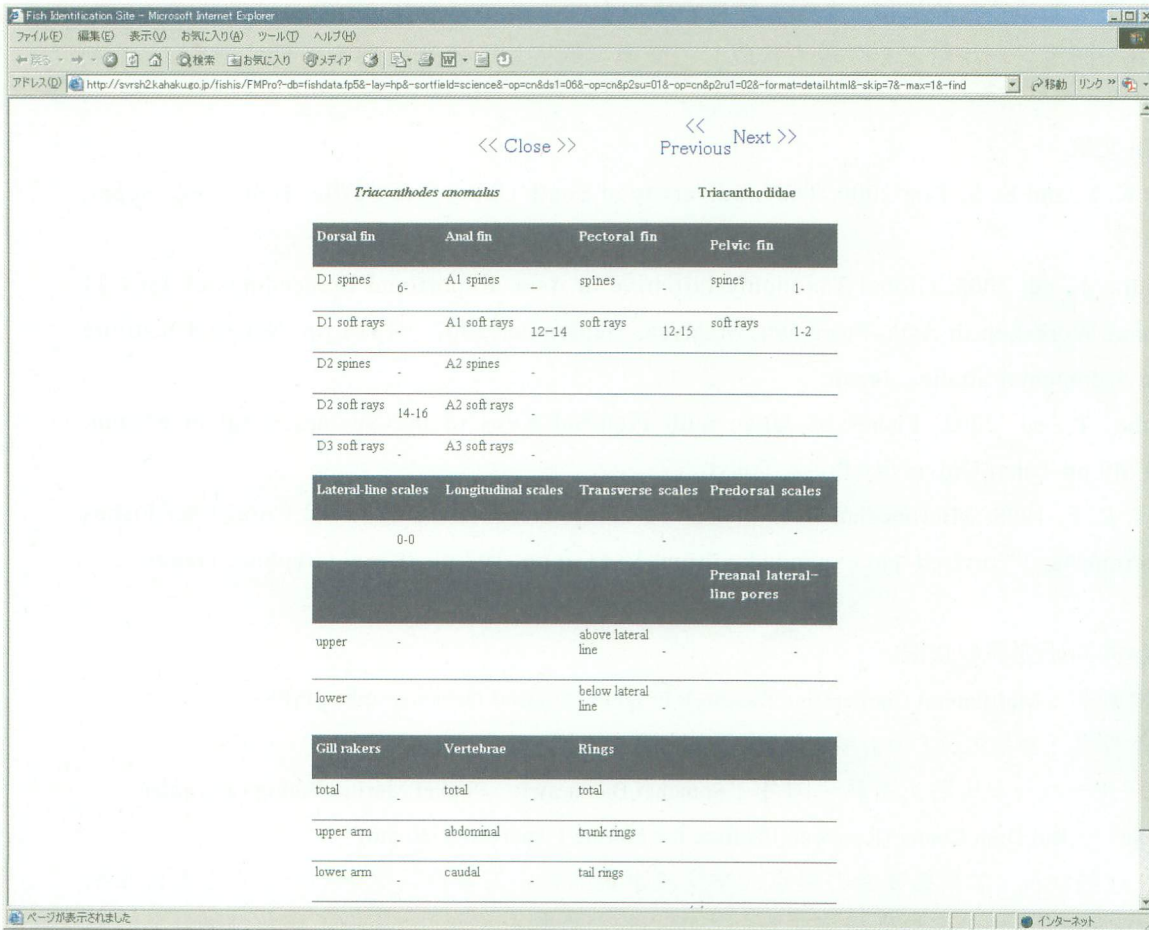 Fish Identification Site - Microsoft Internet Explorer
ファイル(F) 編集(E) 表示(V) お気に入り(A) ツール(T) ヘルプ(H)
戻る 検索 お気に入り メディア
アドレス(D) http://svrsh2.kahaku.go.jp/fishis/FMPro?-db=fishdata.fp5&-lay=hp&-sortfield=science&-op=cn&ds1=06&-op=cn&p2su=01&-op=cn&p2ru1=02&-format=detail.html&-skip=7&-max=1&-find 移動 リンク »
<< Close >> << Previous Next >>
Triacanthodes anomalus Triacanthodidae
Dorsal fin Anal fin Pectoral fin Pelvic fin
D1 spines 6- A1 spines - spines - spines 1-
D1 soft rays - A1 soft rays 12-14 soft rays 12-15 soft rays 1-2
D2 spines - A2 spines -
D2 soft rays 14-16 A2 soft rays -
D3 soft rays - A3 soft rays -
Lateral-line scales Longitudinal scales Transverse scales Predorsal scales
0-0 - - -
Preanal lateral-
line pores
upper - above lateral line - -
lower - below lateral line -
Gill rakers Vertebrae Rings
total - total - total -
upper arm - abdominal - trunk rings -
lower arm - caudal - tail rings -
ページが表示されました インターネット